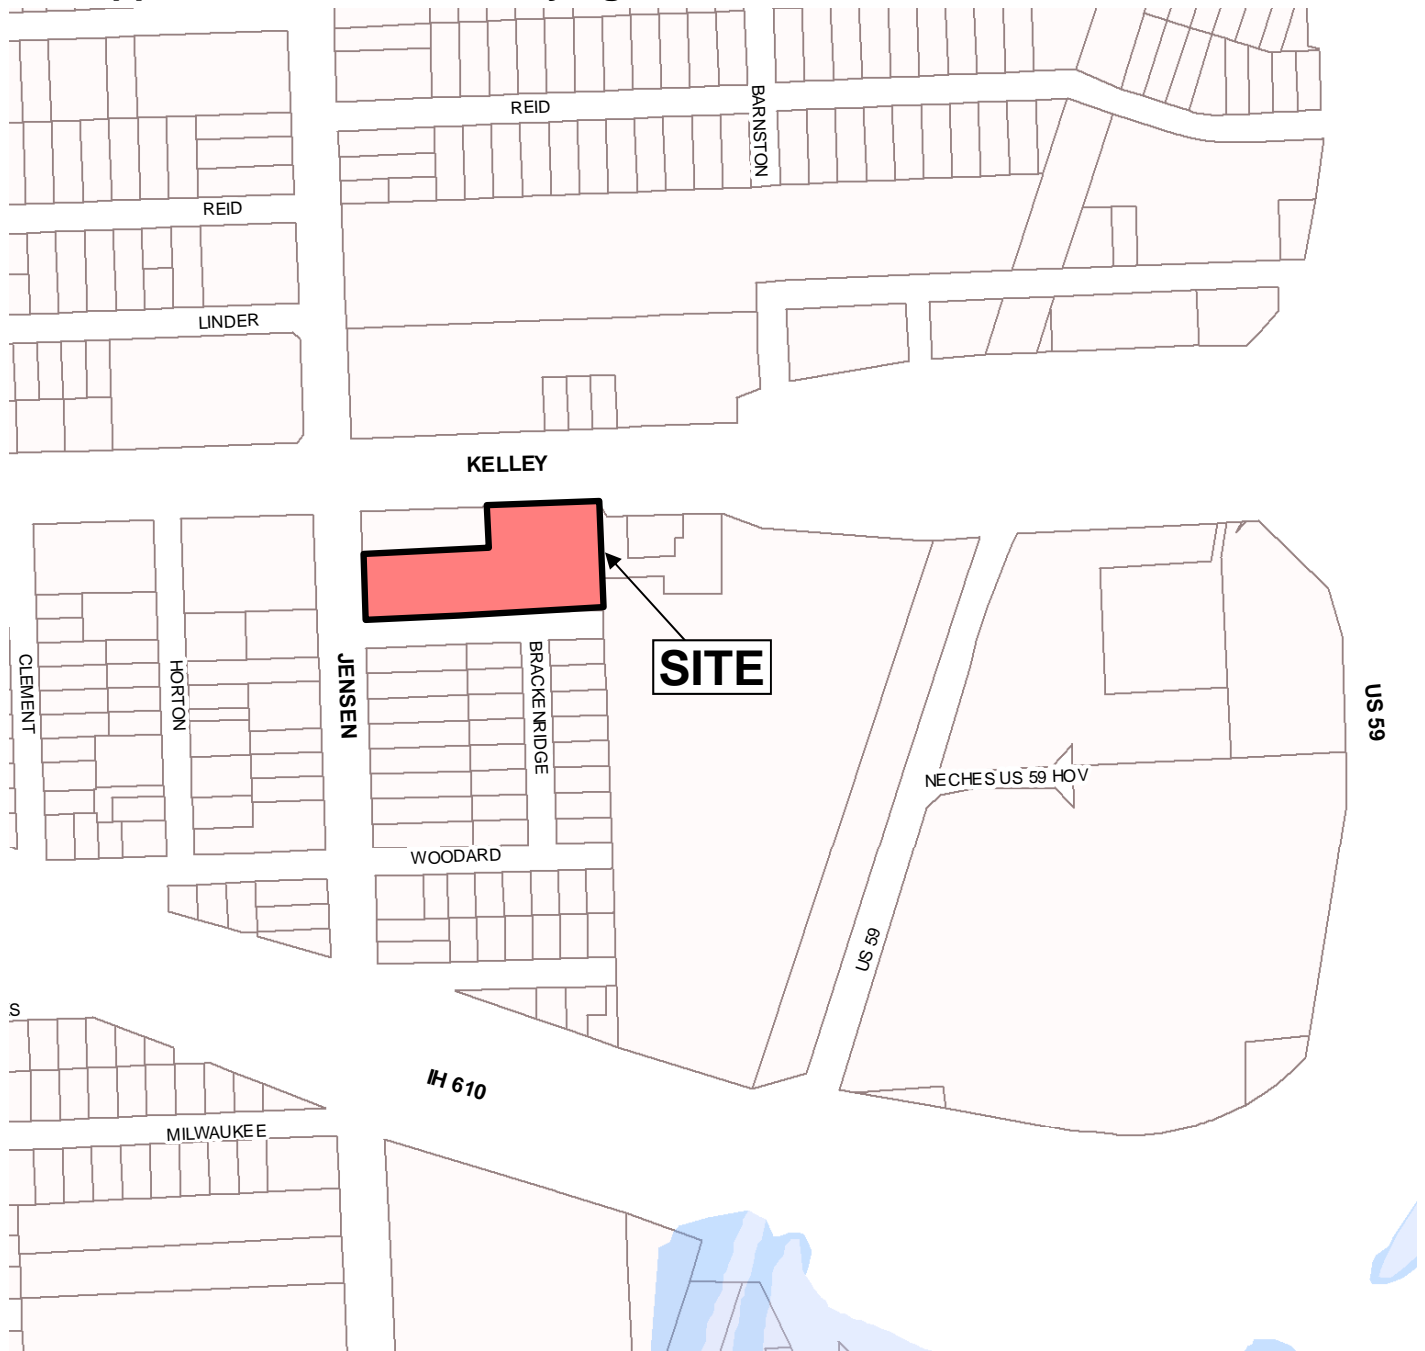 REID
BARNSTON
REID
LINDER
KELLEY
SITE
CLEMENT
HORTON
JENSEN
BRACKENRIDGE
US 59
NECHES US 59 HOV
WOODARD
US 59
S
IH 610
MILWAUKEE